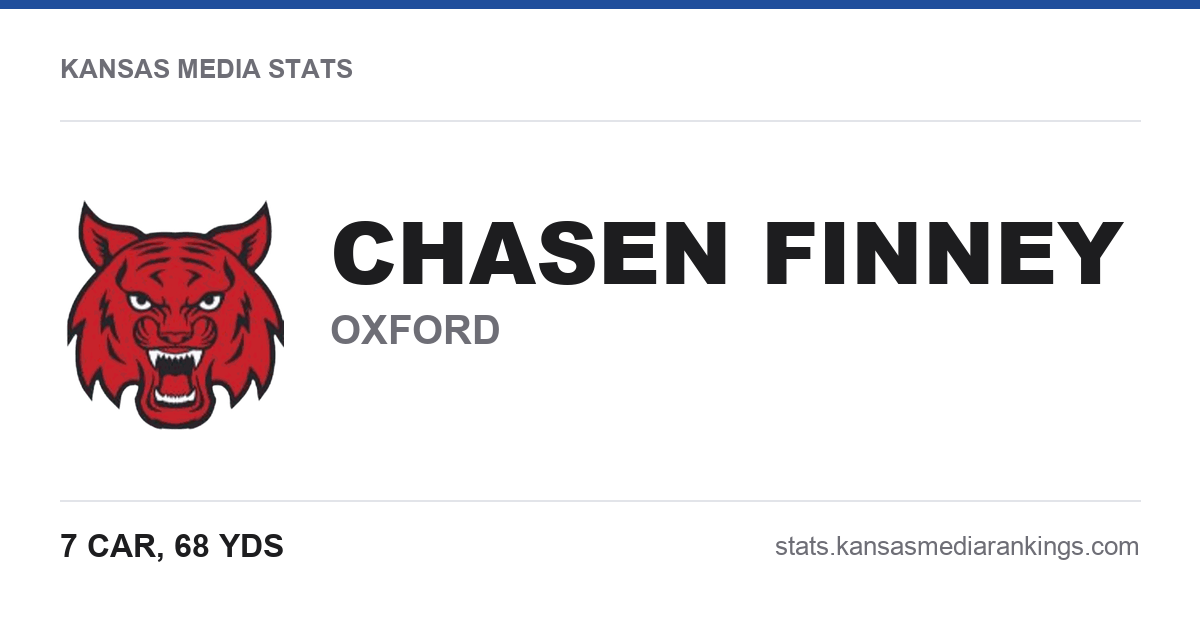 KANSAS MEDIA STATS
CHASEN FINNEY
OXFORD
7 CAR, 68 YDS
stats.kansasmediarankings.com